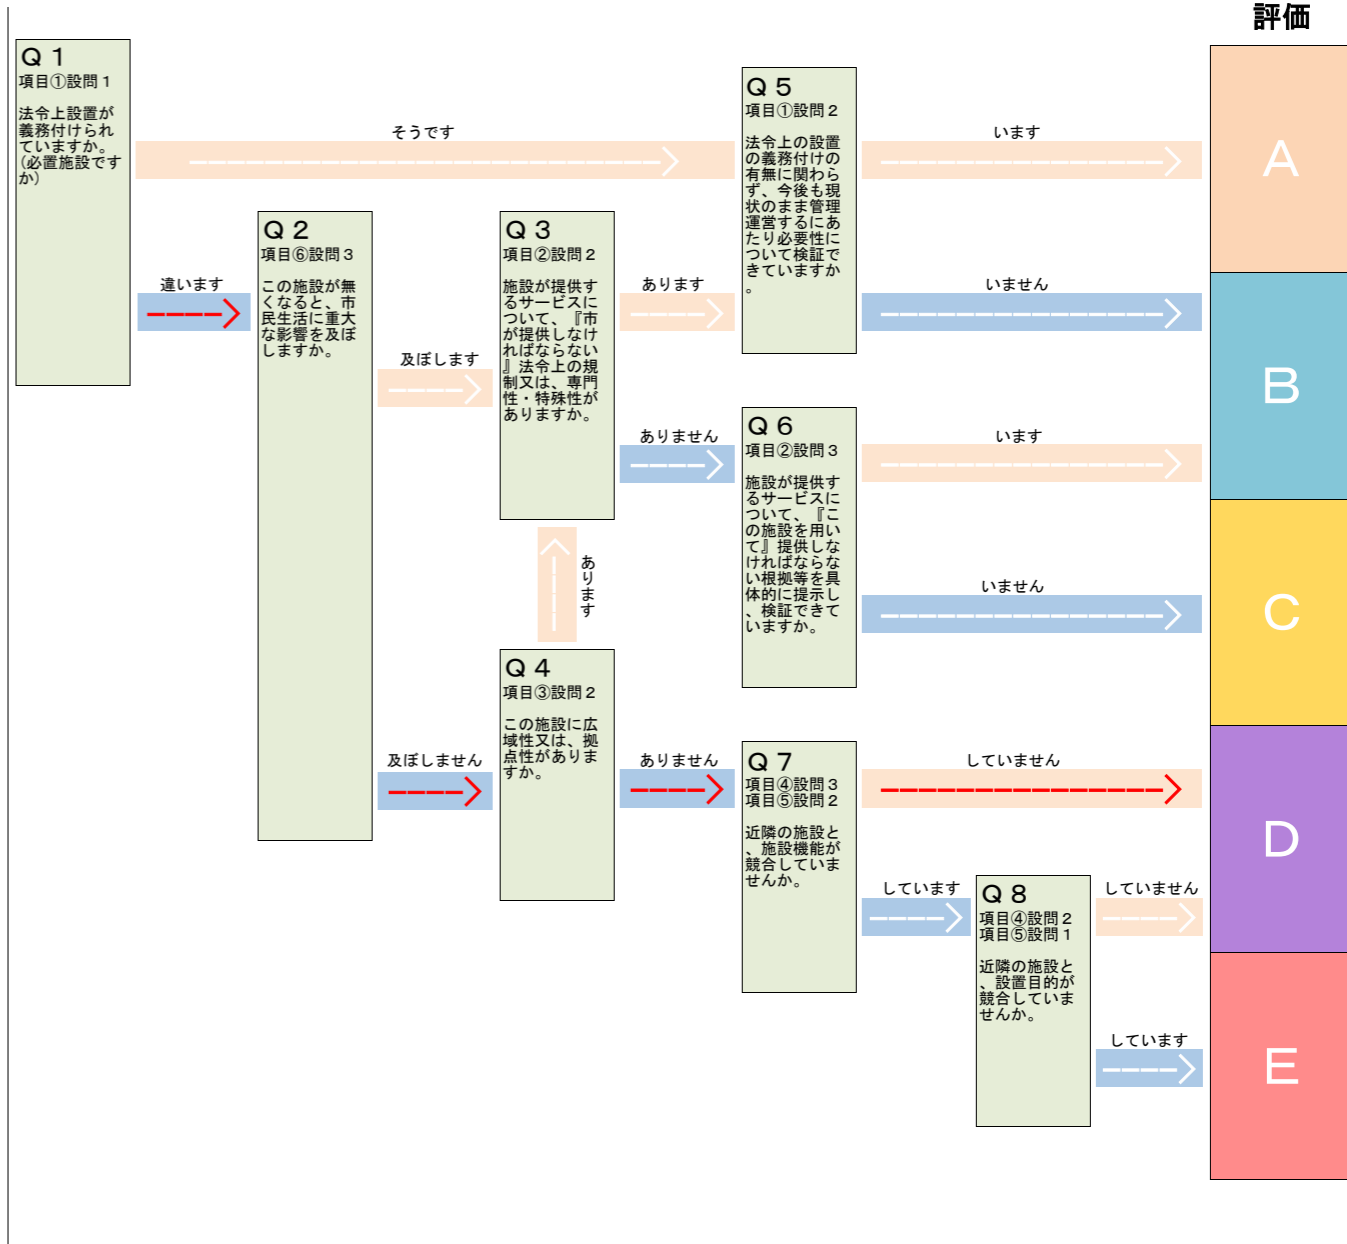 評価
Q 1
項目①設問1
法令上設置が
義務付けられ
ていますか。
(必置施設です
か)
そうです
違います
Q 2
項目⑥設問3
この施設が無
くなると、市
民生活に重大
な影響を及ぼ
しますか。
及ぼします
及ぼしません
Q 3
項目②設問2
施設が提供す
るサービスに
ついて、『市
が提供しなけ
ればならない
』法令上の規
制又は、専門
性・特殊性が
ありますか。
あります
ありません
あります
Q 4
項目③設問2
この施設に広
域性又は、拠
点性がありま
すか。
ありません
Q 5
項目①設問2
法令上の設置
の義務付けの
有無に関わら
ず、今後も現
状のまま管理
運営するにあ
たり必要性に
ついて検証で
きていますか
。
います
いません
Q 6
項目②設問3
施設が提供す
るサービスに
ついて、『こ
の施設を用い
て』提供しな
ければならな
い根拠等を具
体的に提示し
、検証できて
いますか。
います
いません
Q 7
項目④設問3
項目⑤設問2
近隣の施設と
、施設機能が
競合していま
せんか。
していません
しています
Q 8
項目④設問2
項目⑤設問1
近隣の施設と
、設置目的が
競合していま
せんか。
していません
しています
A
B
C
D
E